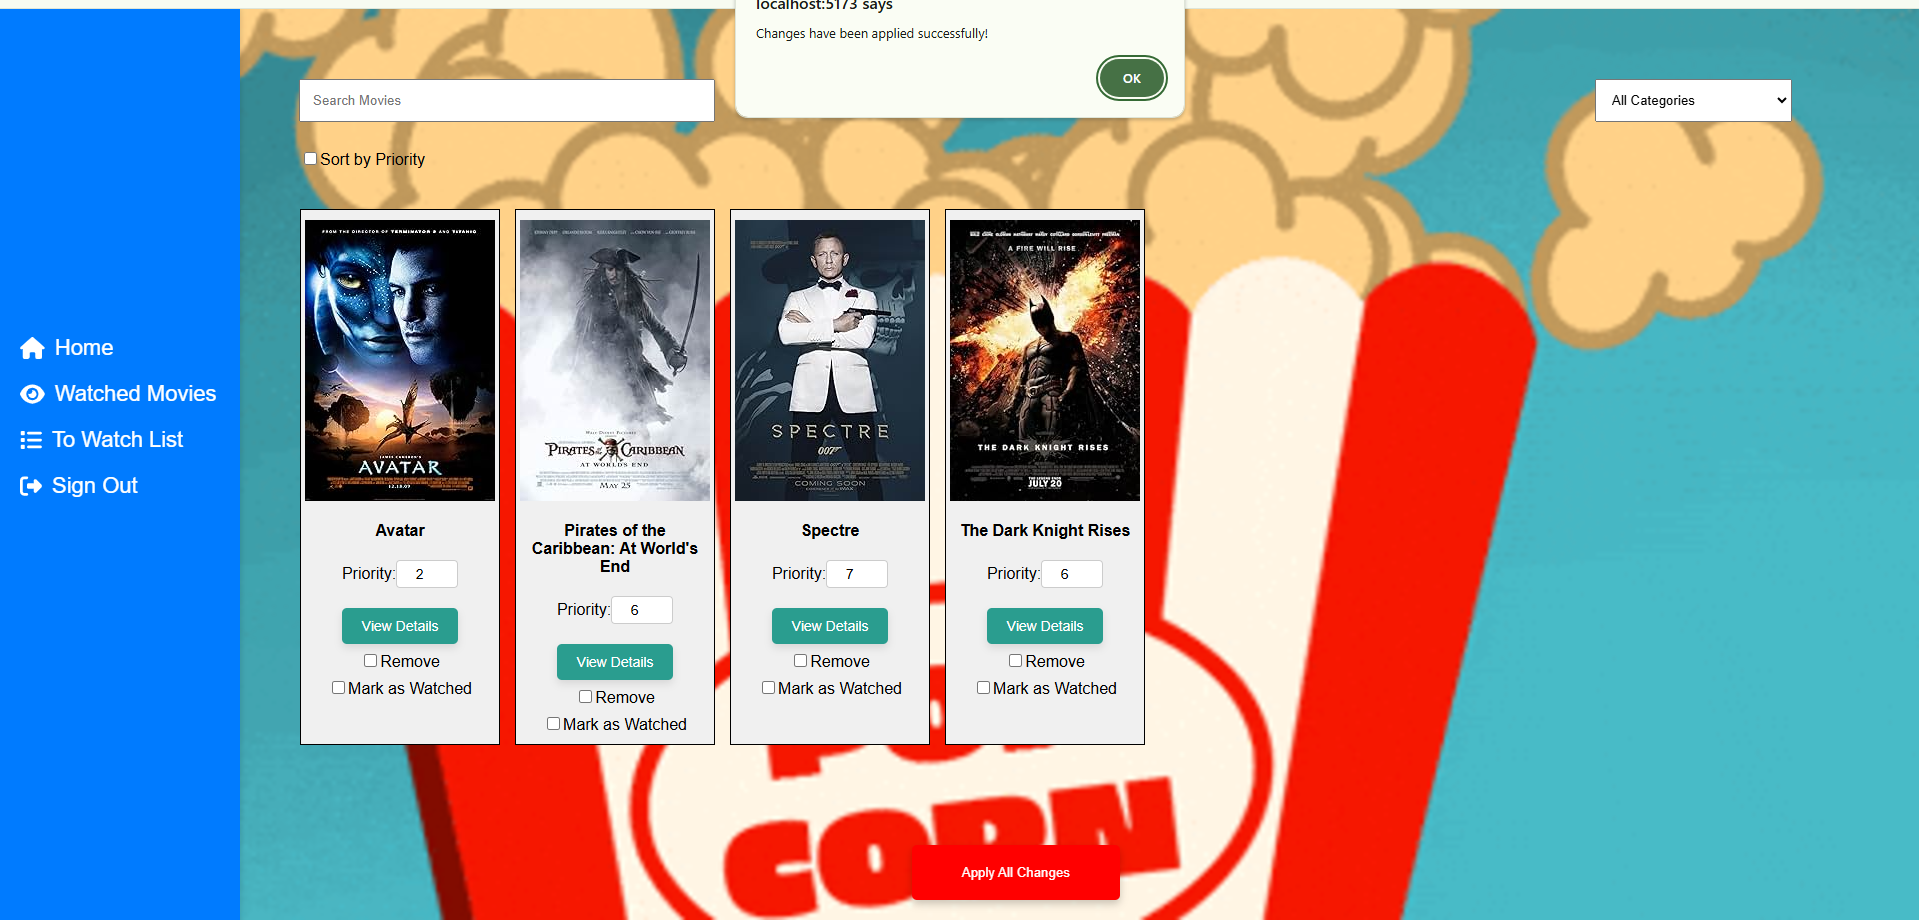 localhost:5173 says
Changes have been applied successfully!
OK
Search Movies
All Categories
Sort by Priority
Home
Watched Movies
To Watch List
Sign Out
FROM THE DIRECTOR OF TERMINATOR 2 AND TITANIC
JAMES CAMERON'S
AVATAR
WALT DISNEY PICTURES
PIRATES of the CARIBBEAN
AT WORLD'S END
MAY 25
SPECTRE
007
COMING SOON
A FIRE WILL RISE
THE DARK KNIGHT RISES
JULY 20
Avatar
Priority: 2
View Details
Remove
Mark as Watched
Pirates of the
Caribbean: At World's
End
Priority: 6
View Details
Remove
Mark as Watched
Spectre
Priority: 7
View Details
Remove
Mark as Watched
The Dark Knight Rises
Priority: 6
View Details
Remove
Mark as Watched
CORN
Apply All Changes